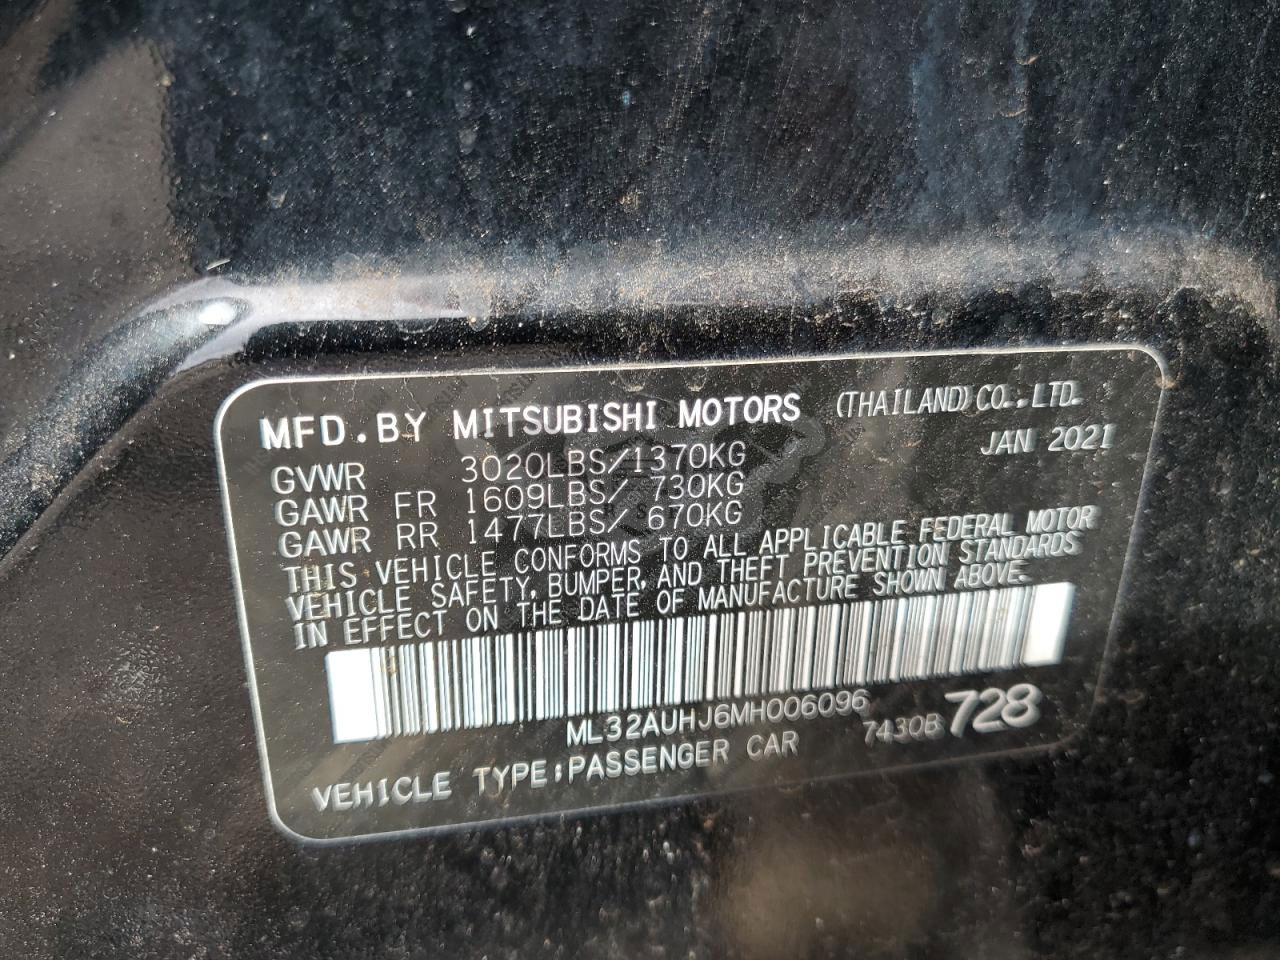 MFD.BY MITSUBISHI MOTORS (THAILAND)CO.,LTD.
JAN 2021
GVWR 3020LBS/1370KG
GAWR FR 1609LBS/ 730KG
GAWR RR 1477LBS/ 670KG
THIS VEHICLE CONFORMS TO ALL APPLICABLE FEDERAL MOTOR
VEHICLE SAFETY, BUMPER, AND THEFT PREVENTION STANDARDS
IN EFFECT ON THE DATE OF MANUFACTURE SHOWN ABOVE.
ML32AUHJ6MH006096
7430B 728
VEHICLE TYPE:PASSENGER CAR